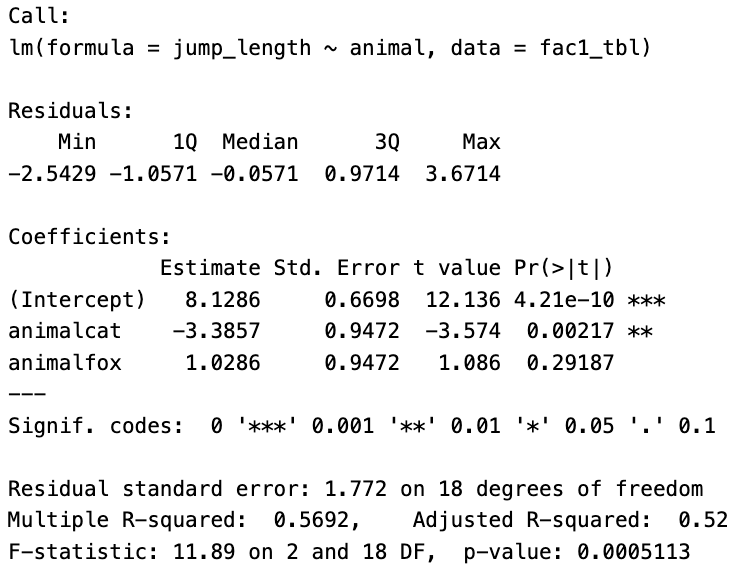 Call:
lm(formula = jump_length ~ animal, data = fac1_tbl)
Residuals:
    Min      1Q  Median      3Q     Max
-2.5429 -1.0571 -0.0571  0.9714  3.6714
Coefficients:
            Estimate Std. Error t value Pr(>|t|)
(Intercept)   8.1286     0.6698  12.136 4.21e-10 ***
animalcat    -3.3857     0.9472  -3.574  0.00217 **
animalfox     1.0286     0.9472   1.086  0.29187
---
Signif. codes:  0 '***' 0.001 '**' 0.01 '*' 0.05 '.' 0.1
Residual standard error: 1.772 on 18 degrees of freedom
Multiple R-squared:  0.5692,    Adjusted R-squared:  0.52
F-statistic: 11.89 on 2 and 18 DF,  p-value: 0.0005113